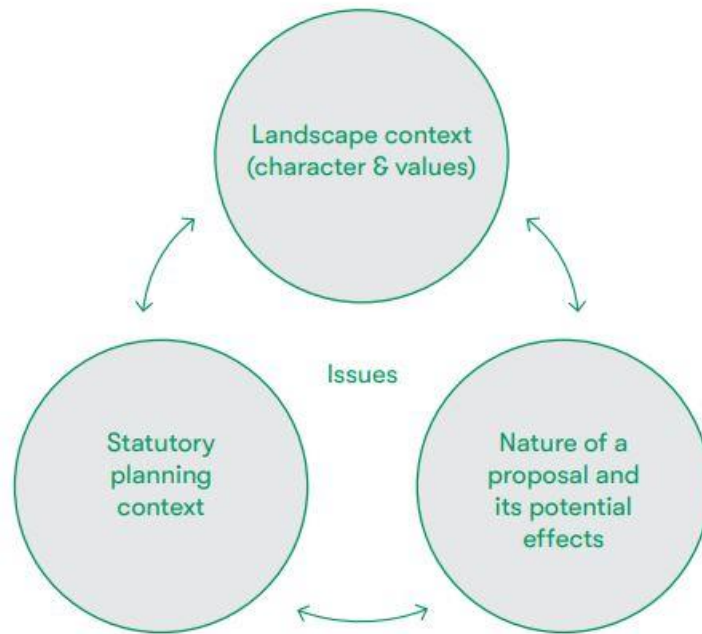 Landscape context
(character & values)
Issues
Statutory
planning
context
Nature of a
proposal and
its potential
effects